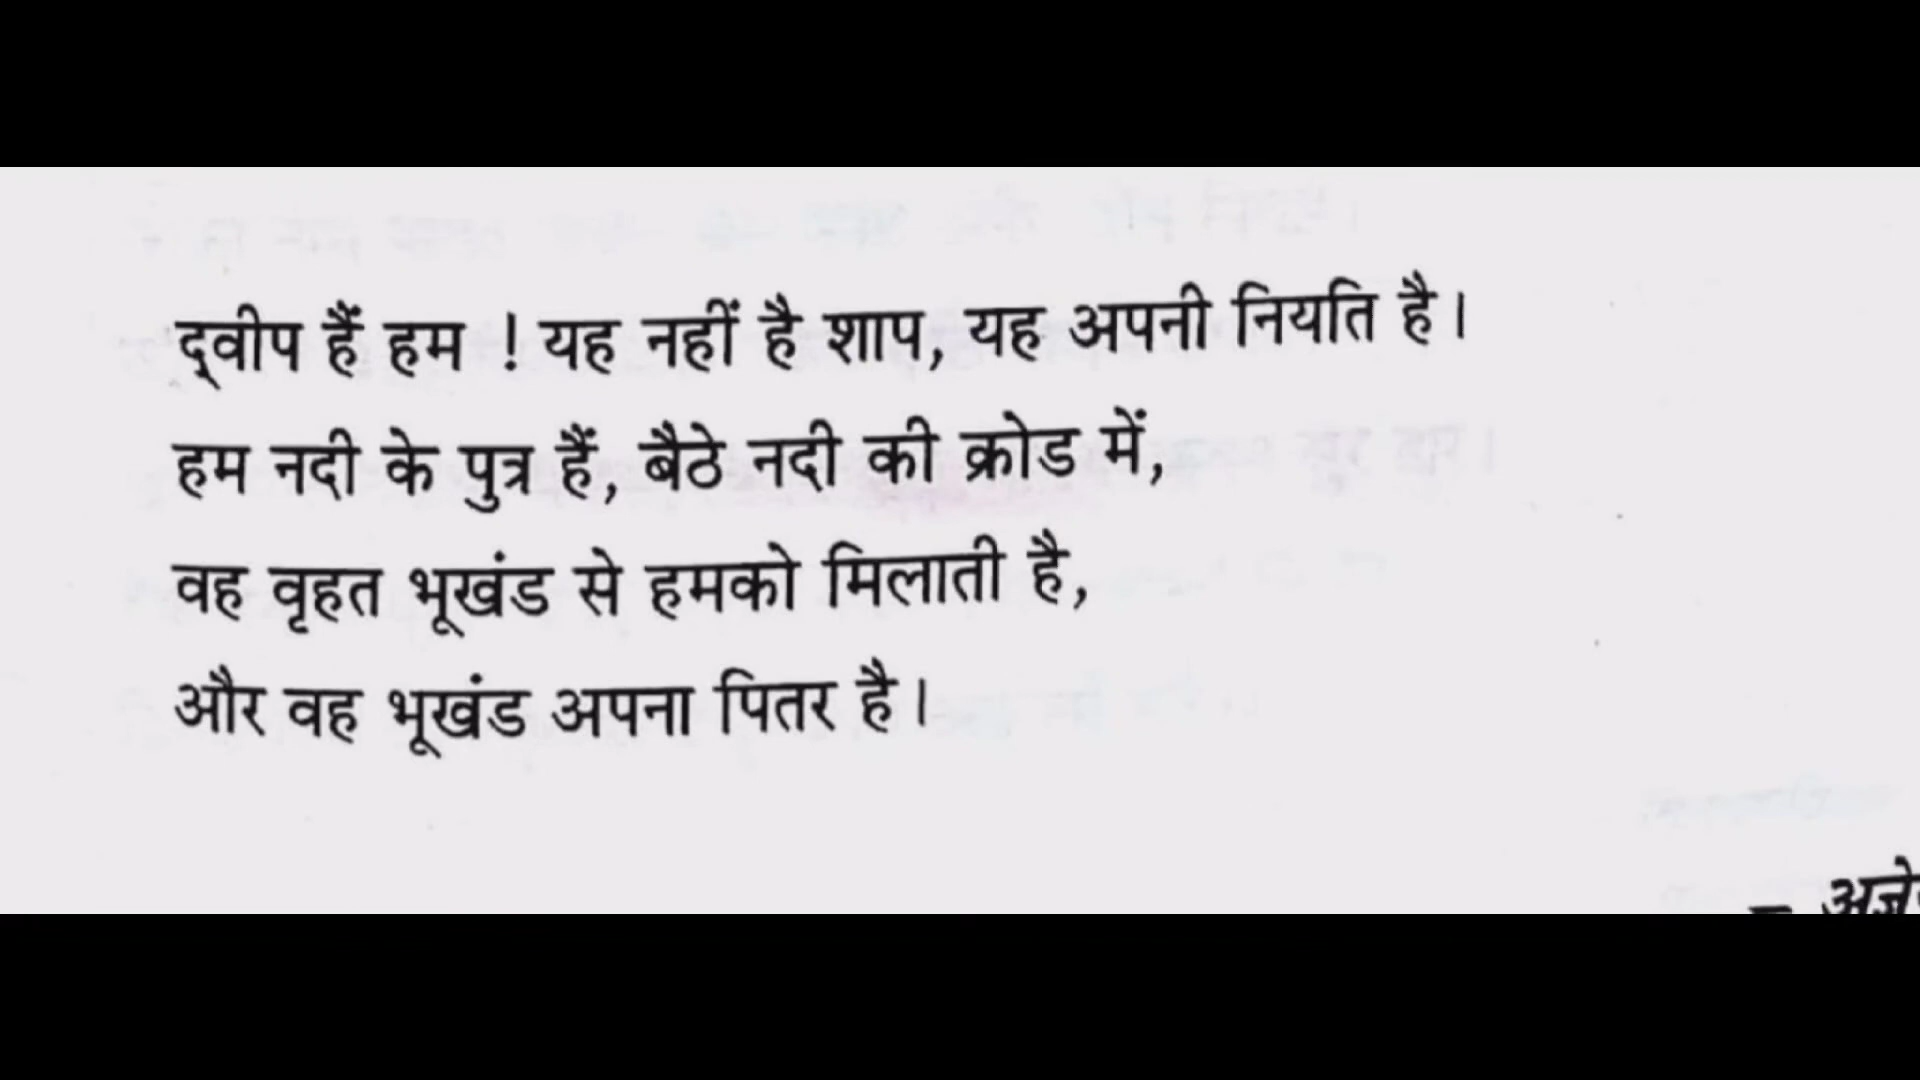 द्वीप हैं हम ! यह नहीं है शाप, यह अपनी नियति है।
हम नदी के पुत्र हैं, बैठे नदी की क्रोड में,
वह वृहत भूखंड से हमको मिलाती है,
और वह भूखंड अपना पितर है।